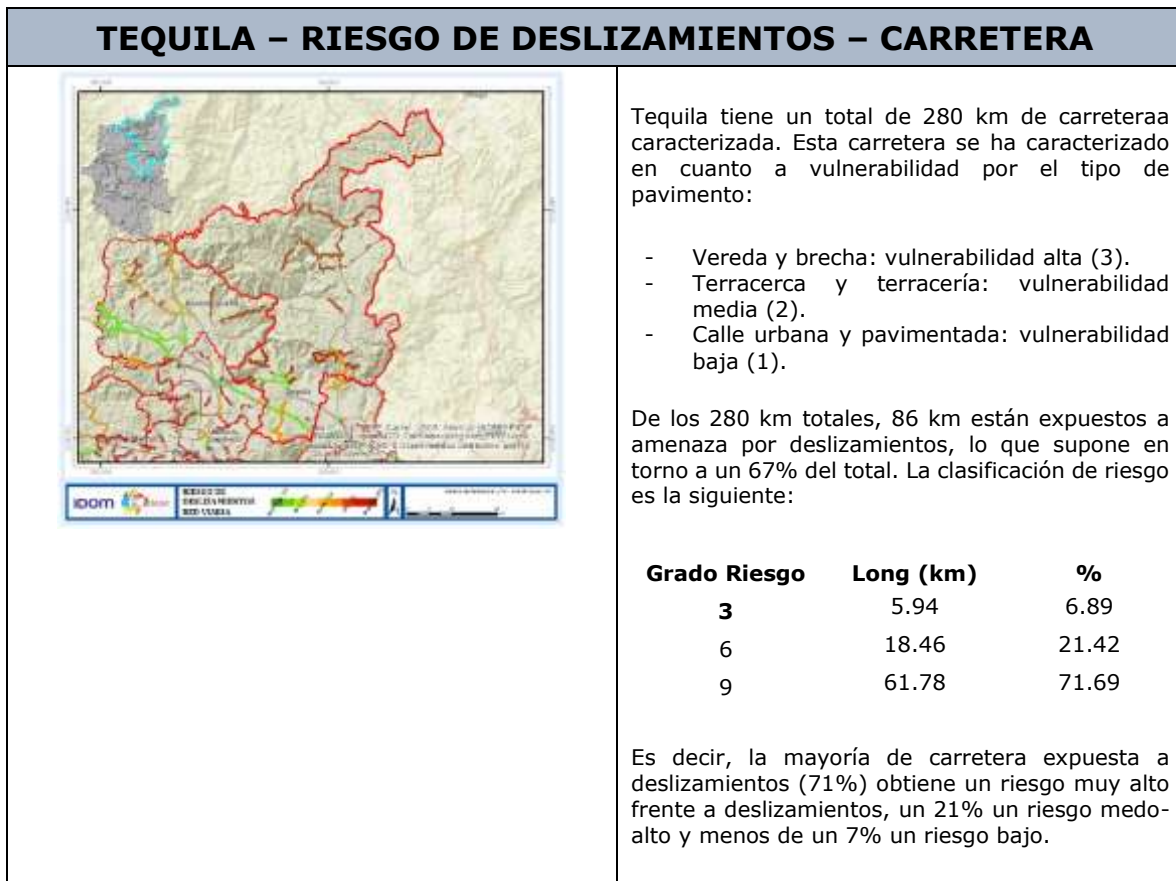 TEQUILA – RIESGO DE DESLIZAMIENTOS – CARRETERA
IDOM
RIESGO DE
DESLIZAMIENTOS
RED VIARIA
Tequila tiene un total de 280 km de carreteraa
caracterizada. Esta carretera se ha caracterizado
en cuanto a vulnerabilidad por el tipo de
pavimento:
- Vereda y brecha: vulnerabilidad alta (3).
- Terracerca y terracería: vulnerabilidad
media (2).
- Calle urbana y pavimentada: vulnerabilidad
baja (1).
De los 280 km totales, 86 km están expuestos a
amenaza por deslizamientos, lo que supone en
torno a un 67% del total. La clasificación de riesgo
es la siguiente:
Grado Riesgo Long (km) %
3 5.94 6.89
6 18.46 21.42
9 61.78 71.69
Es decir, la mayoría de carretera expuesta a
deslizamientos (71%) obtiene un riesgo muy alto
frente a deslizamientos, un 21% un riesgo medo-
alto y menos de un 7% un riesgo bajo.